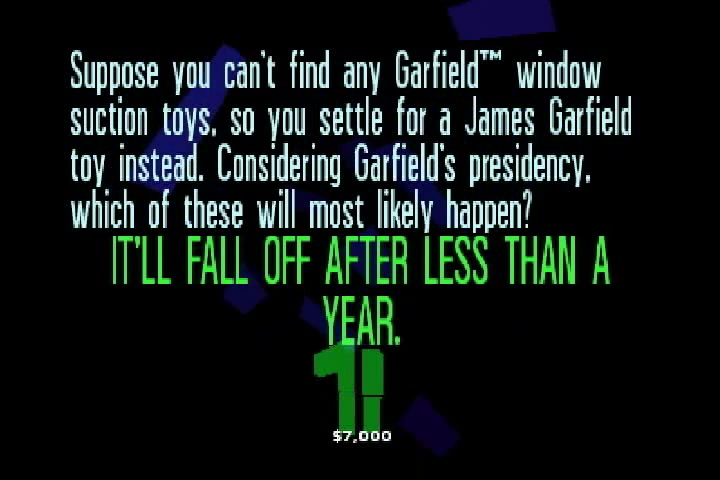 Suppose you can't find any Garfield™ window
suction toys, so you settle for a James Garfield
toy instead. Considering Garfield's presidency,
which of these will most likely happen?
IT'LL FALL OFF AFTER LESS THAN A
YEAR.
1
$7,000